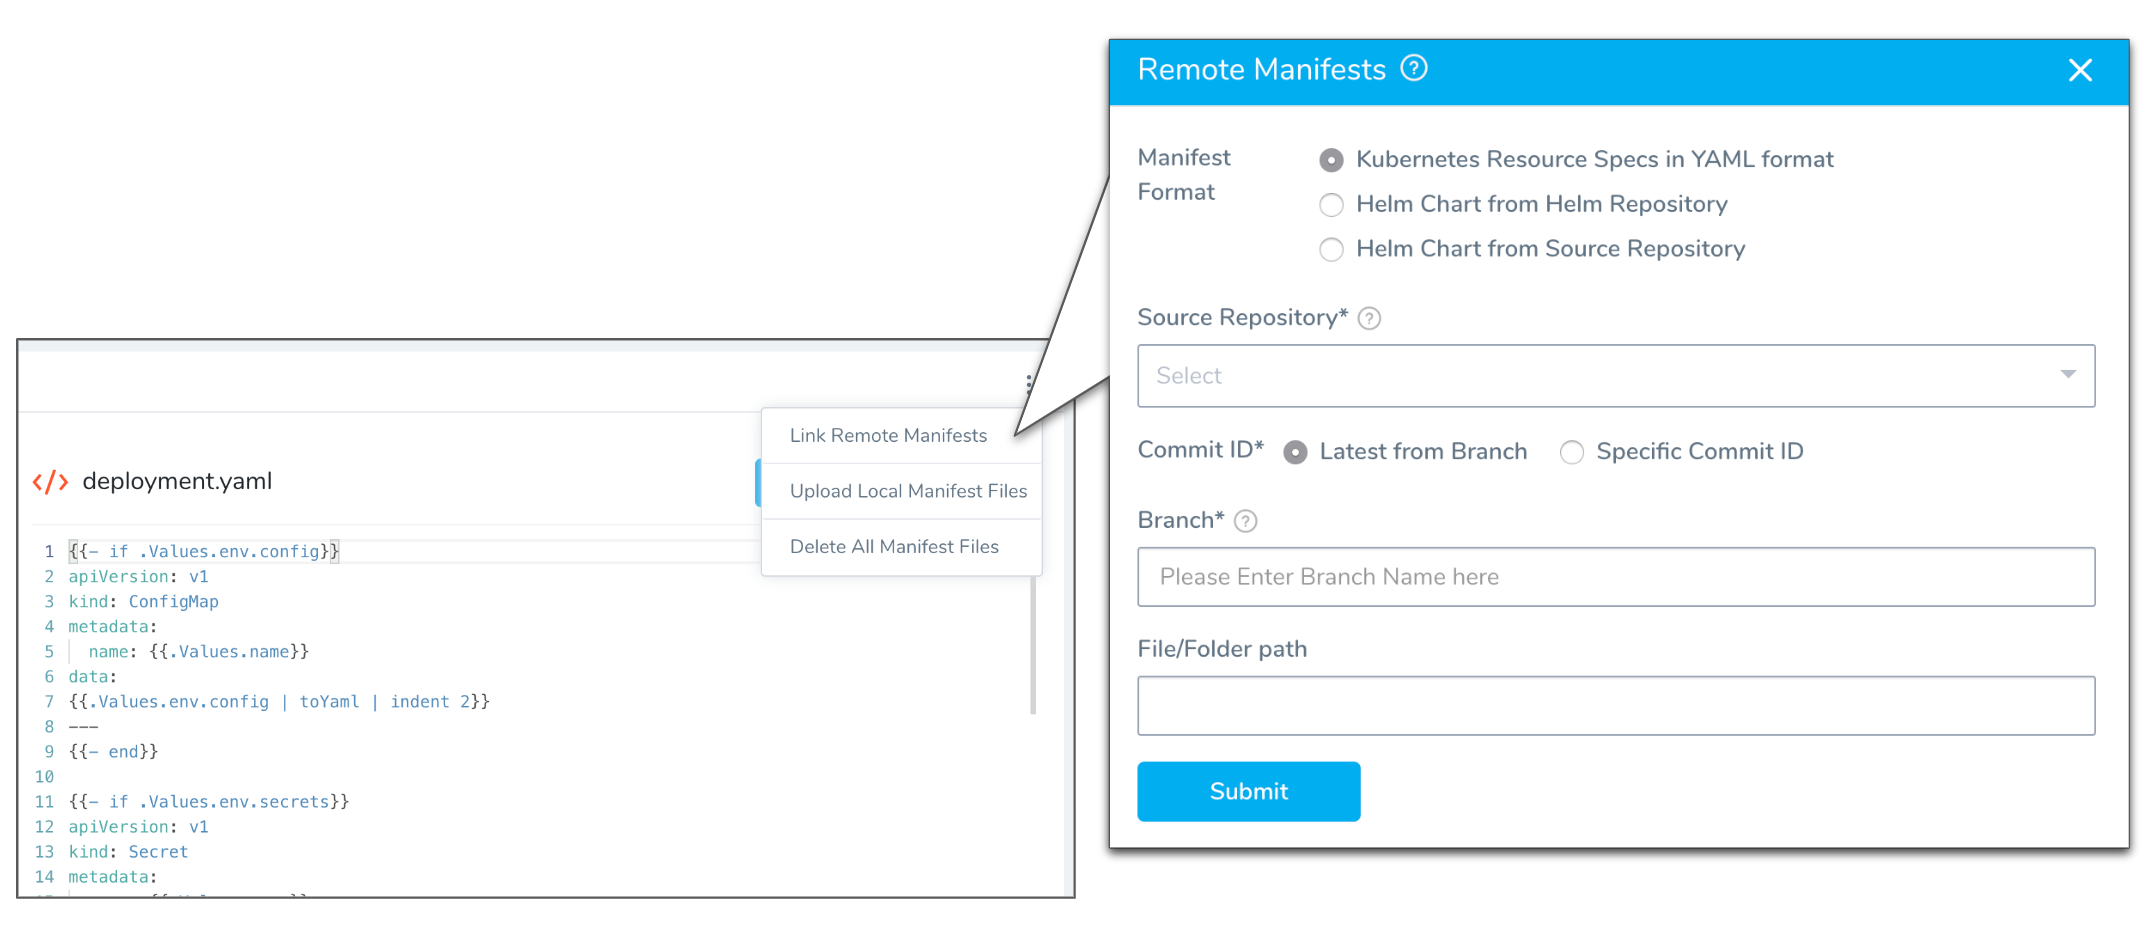 Remote Manifests ?
Manifest
Format
Kubernetes Resource Specs in YAML format
Helm Chart from Helm Repository
Helm Chart from Source Repository
Source Repository* ?
Select
Commit ID* Latest from Branch Specific Commit ID
Branch* ?
Please Enter Branch Name here
File/Folder path
Submit
Link Remote Manifests
Upload Local Manifest Files
Delete All Manifest Files
</> deployment.yaml
1 {{- if .Values.env.config}}
2 apiVersion: v1
3 kind: ConfigMap
4 metadata:
5   name: {{.Values.name}}
6 data:
7 {{.Values.env.config | toYaml | indent 2}}
8 ---
9 {{- end}}
10
11 {{- if .Values.env.secrets}}
12 apiVersion: v1
13 kind: Secret
14 metadata: